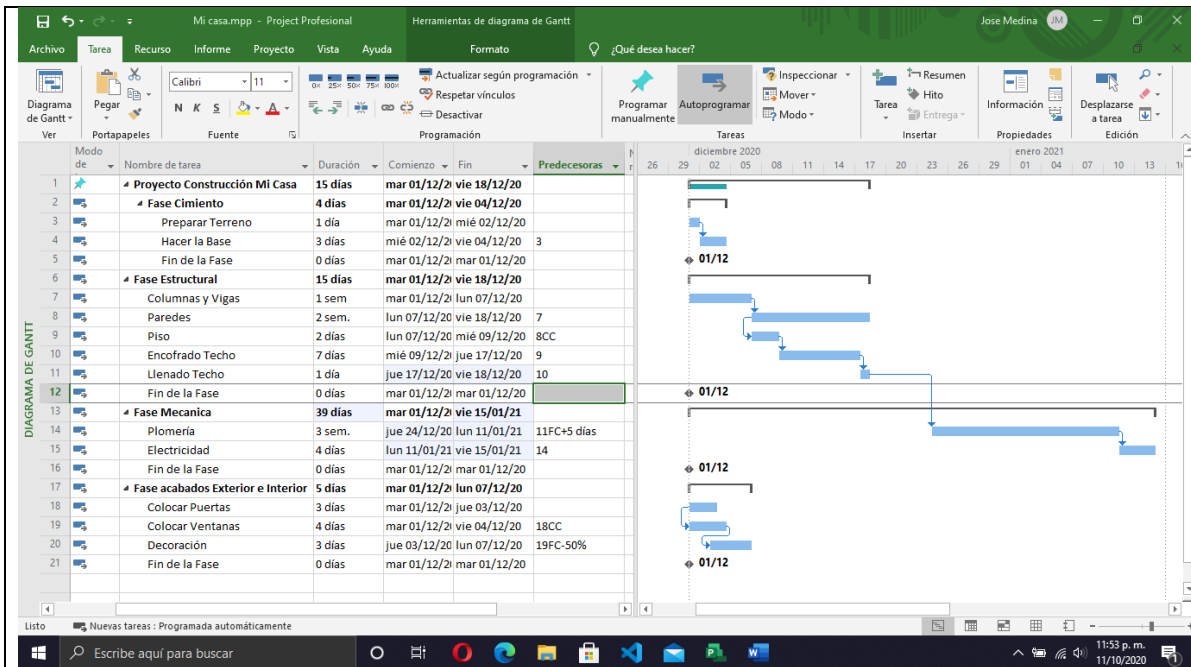 Mi casa.mpp - Project Profesional
Herramientas de diagrama de Gantt
Jose Medina
JM
Archivo Tarea Recurso Informe Proyecto Vista Ayuda Formato ¿Qué desea hacer?
Diagrama de Gantt
Ver
Pegar
Portapapeles
Calibri 11
N K S A
Fuente
0× 25× 50× 75× 100×
Actualizar según programación
Respetar vínculos
Desactivar
Programación
Programar manualmente
Autoprogramar
Inspeccionar
Mover
Modo
Tareas
Tarea
Resumen
Hito
Entrega
Insertar
Información
Propiedades
Desplazarse a tarea
Edición
Modo de Nombre de tarea Duración Comienzo Fin Predecesoras
diciembre 2020 enero 2021
26 29 02 05 08 11 14 17 20 23 26 29 01 04 07 10 13
1 Proyecto Construcción Mi Casa 15 días mar 01/12/2 vie 18/12/20
2 Fase Cimiento 4 días mar 01/12/2 vie 04/12/20
3 Preparar Terreno 1 día mar 01/12/2 mié 02/12/20
4 Hacer la Base 3 días mié 02/12/2 vie 04/12/20 3
5 Fin de la Fase 0 días mar 01/12/2 mar 01/12/20 01/12
6 Fase Estructural 15 días mar 01/12/2 vie 18/12/20
7 Columnas y Vigas 1 sem mar 01/12/2 lun 07/12/20
8 Paredes 2 sem. lun 07/12/20 vie 18/12/20 7
9 Piso 2 días lun 07/12/20 mié 09/12/20 8CC
10 Encofrado Techo 7 días mié 09/12/2 jue 17/12/20 9
11 Llenado Techo 1 día jue 17/12/20 vie 18/12/20 10
12 Fin de la Fase 0 días mar 01/12/2 mar 01/12/20 01/12
13 Fase Mecanica 39 días mar 01/12/2 vie 15/01/21
14 Plomería 3 sem. jue 24/12/20 lun 11/01/21 11FC+5 días
15 Electricidad 4 días lun 11/01/21 vie 15/01/21 14
16 Fin de la Fase 0 días mar 01/12/2 mar 01/12/20 01/12
17 Fase acabados Exterior e Interior 5 días mar 01/12/2 lun 07/12/20
18 Colocar Puertas 3 días mar 01/12/2 jue 03/12/20
19 Colocar Ventanas 4 días mar 01/12/2 vie 04/12/20 18CC
20 Decoración 3 días jue 03/12/20 lun 07/12/20 19FC-50%
21 Fin de la Fase 0 días mar 01/12/2 mar 01/12/20 01/12
DIAGRAMA DE GANTT
Listo Nuevas tareas : Programada automáticamente
Escribe aquí para buscar
11:53 p. m.
11/10/2020